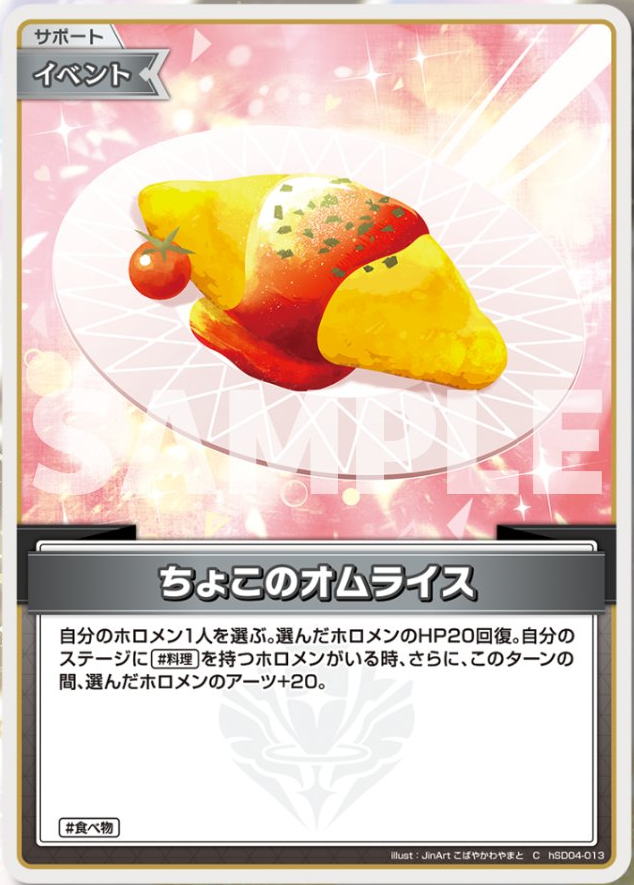 サポート
イベント
SAMPLE
ちょこのオムライス
自分のホロメン1人を選ぶ。選んだホロメンのHP20回復。自分の
ステージに#料理を持つホロメンがいる時、さらに、このターンの
間、選んだホロメンのアーツ+20。
#食べ物
illust : JinArt こばやかわやまと C hSD04-013